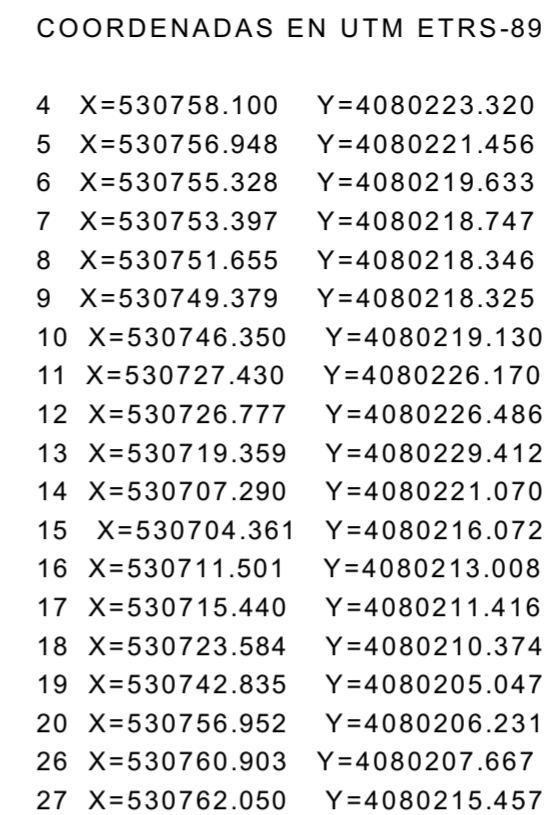 COORDENADAS EN UTM ETRS-89
4 X=530758.100 Y=4080223.320
5 X=530756.948 Y=4080221.456
6 X=530755.328 Y=4080219.633
7 X=530753.397 Y=4080218.747
8 X=530751.655 Y=4080218.346
9 X=530749.379 Y=4080218.325
10 X=530746.350 Y=4080219.130
11 X=530727.430 Y=4080226.170
12 X=530726.777 Y=4080226.486
13 X=530719.359 Y=4080229.412
14 X=530707.290 Y=4080221.070
15 X=530704.361 Y=4080216.072
16 X=530711.501 Y=4080213.008
17 X=530715.440 Y=4080211.416
18 X=530723.584 Y=4080210.374
19 X=530742.835 Y=4080205.047
20 X=530756.952 Y=4080206.231
26 X=530760.903 Y=4080207.667
27 X=530762.050 Y=4080215.457